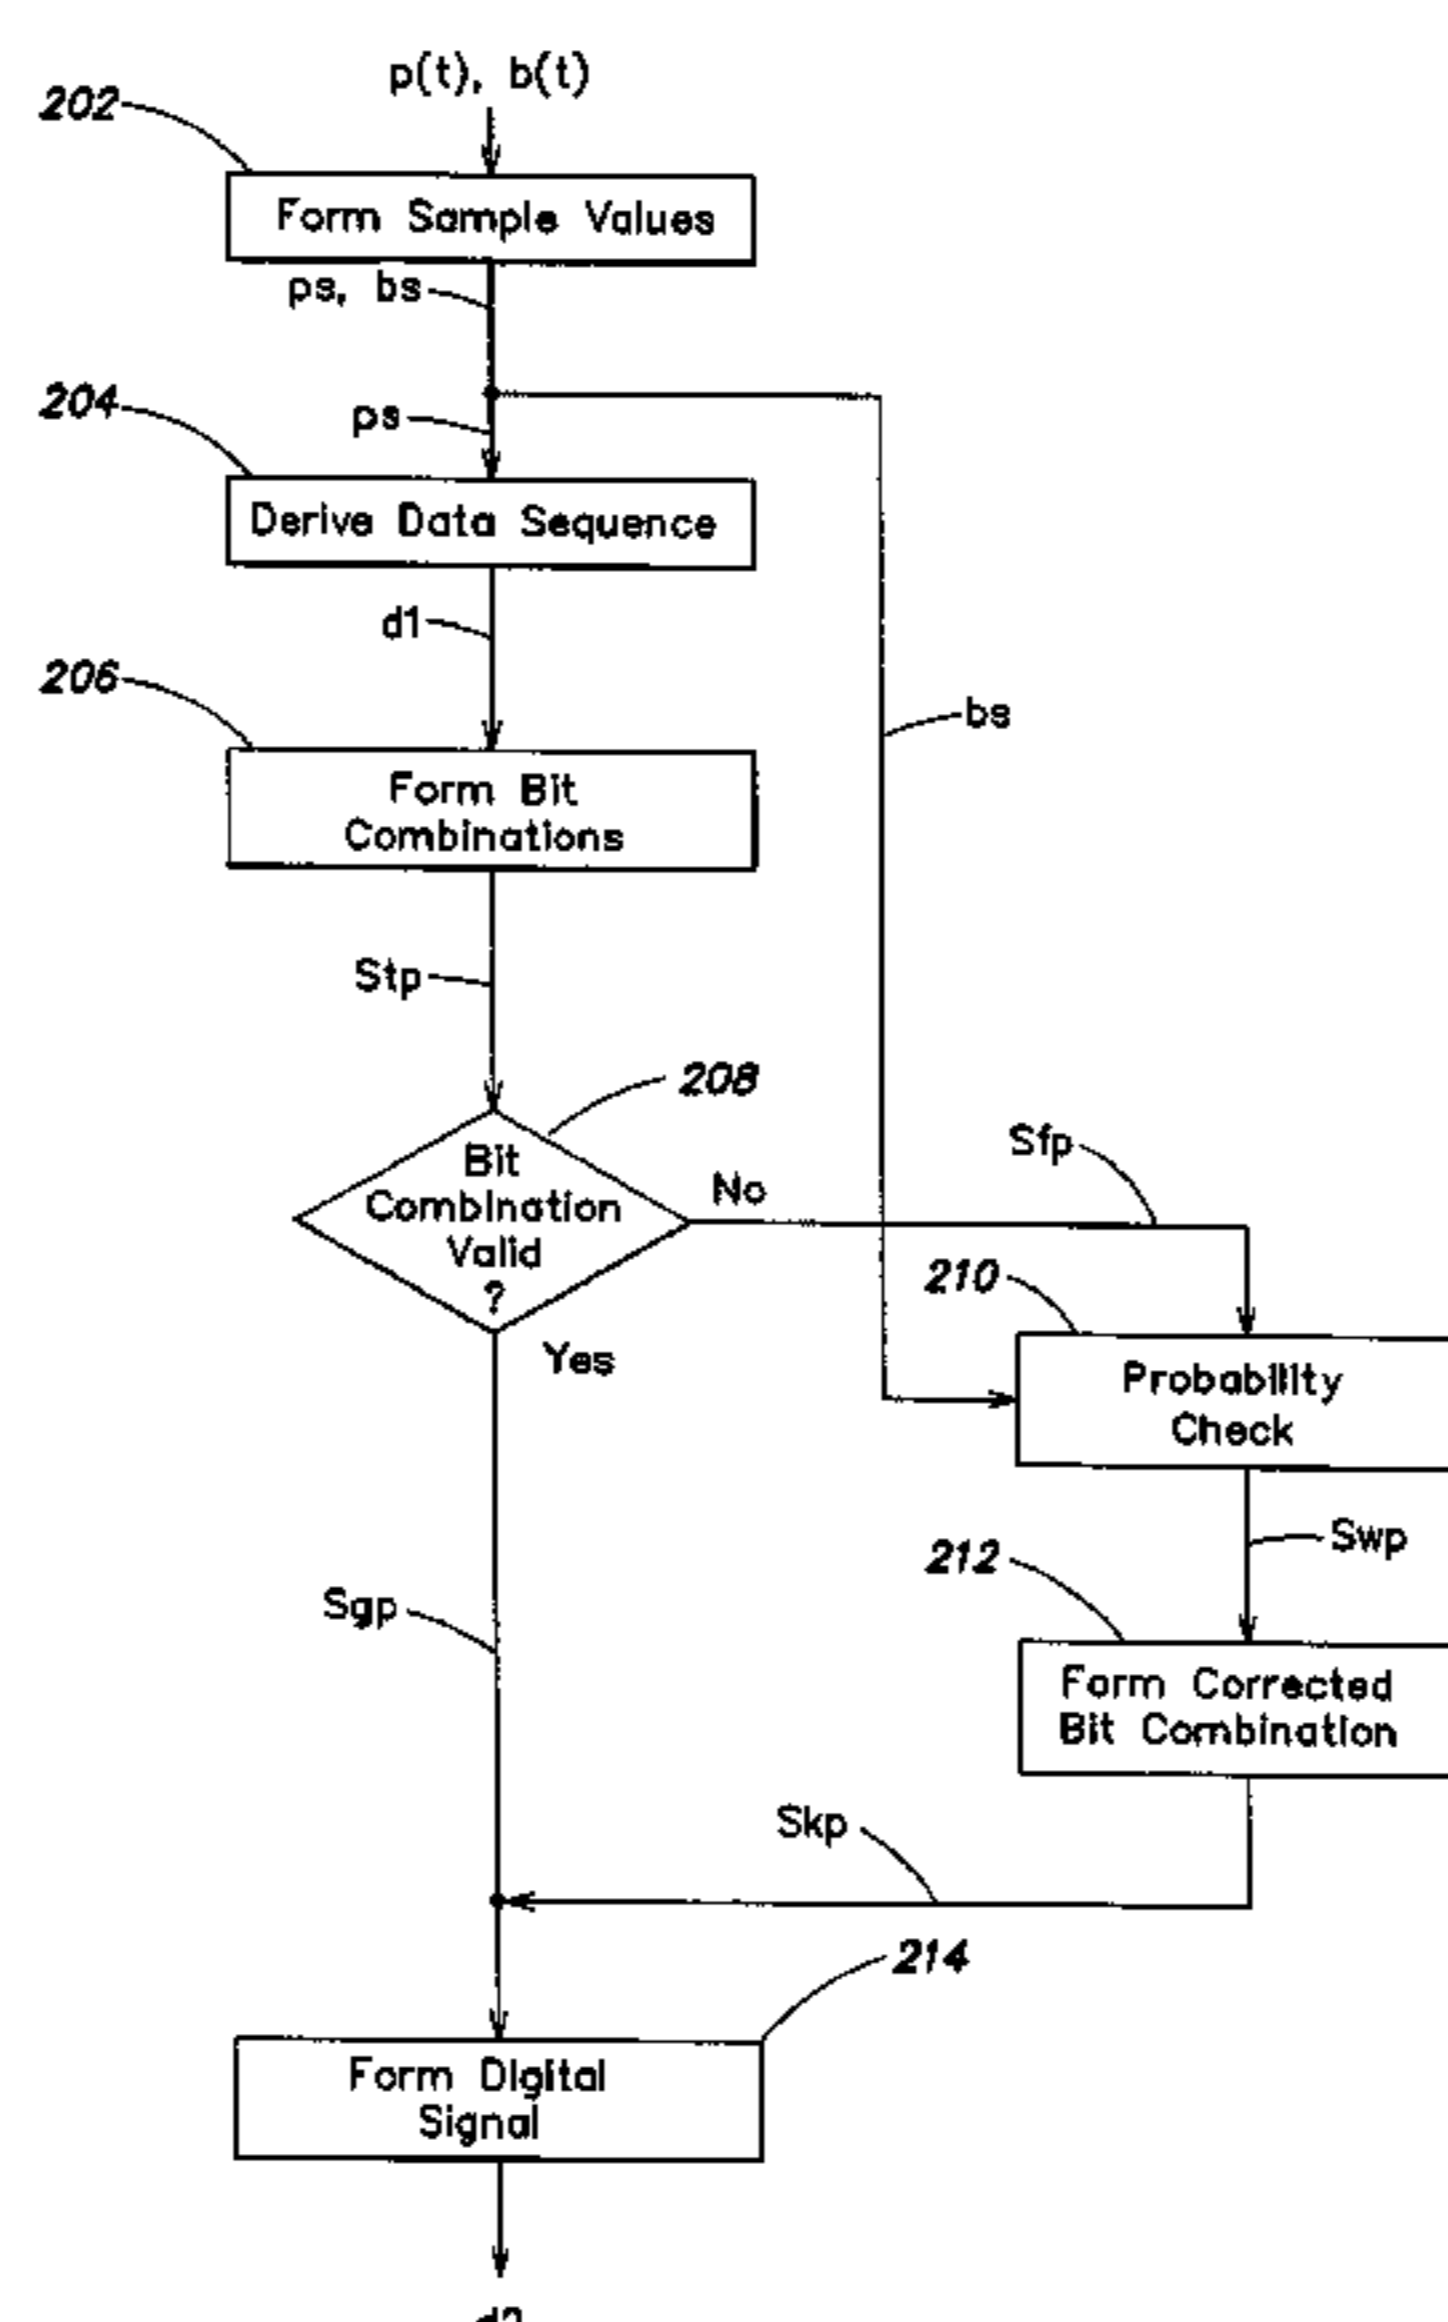 p(t), b(t)
202
Form Sample Values
ps, bs
204
ps
Derive Data Sequence
d1
206
bs
Form Bit
Combinations
Stp
208
Bit
Combination
Valid
?
No
Sfp
210
Yes
Probability
Check
Swp
212
Sgp
Form Corrected
Bit Combination
Skp
214
Form Digital
Signal